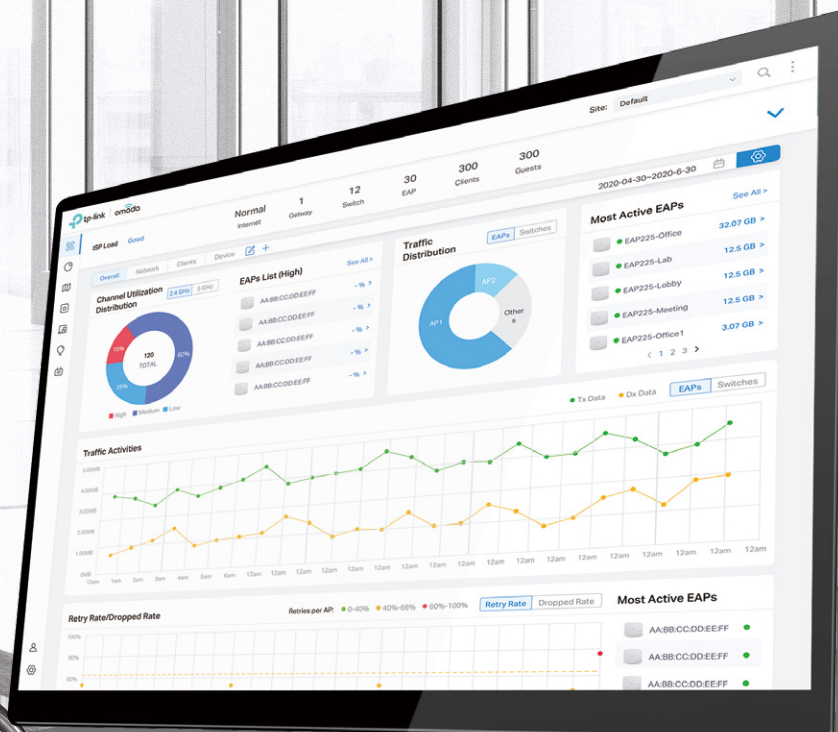 Site: Default
tp-link omada
Normal
Internet
1
Getway
12
Switch
30
EAP
300
Clients
300
Guests
ISP Load Good
2020-04-30~2020-6-30
Overall Network Clients Device
Channel Utilization
Distribution
2.4 GHz 5 GHz
13%
60%
25%
120
TOTAL
High Medium Low
EAPs List (High) See All >
AA:BB:CC:DD:EE:FF - % >
AA:BB:CC:DD:EE:FF - % >
AA:BB:CC:DD:EE:FF - % >
AA:BB:CC:DD:EE:FF - % >
AA:BB:CC:DD:EE:FF - % >
Traffic
Distribution
EAPs Switches
AP2
AP1
Other
6
Most Active EAPs See All >
EAP225-Office 32.07 GB >
EAP225-Lab 12.5 GB >
EAP225-Lobby 12.5 GB >
EAP225-Meeting 12.5 GB >
EAP225-Office1 3.07 GB >
< 1 2 3 >
Traffic Activities
Tx Data Dx Data EAPs Switches
5.00MB
4.00MB
3.00MB
2.00MB
1.00MB
0MB
12am 1am 2am 3am 4am 5am 6am 12am 12am 12am 12am 12am 12am 12am 12am 12am 12am 12am 12am 12am 12am 12am 12am 12am
Retry Rate/Dropped Rate
Retries per AP: 0-40% 40%-66% 60%-100% Retry Rate Dropped Rate
100%
80%
60%
Most Active EAPs
AA:BB:CC:DD:EE:FF
AA:BB:CC:DD:EE:FF
AA:BB:CC:DD:EE:FF